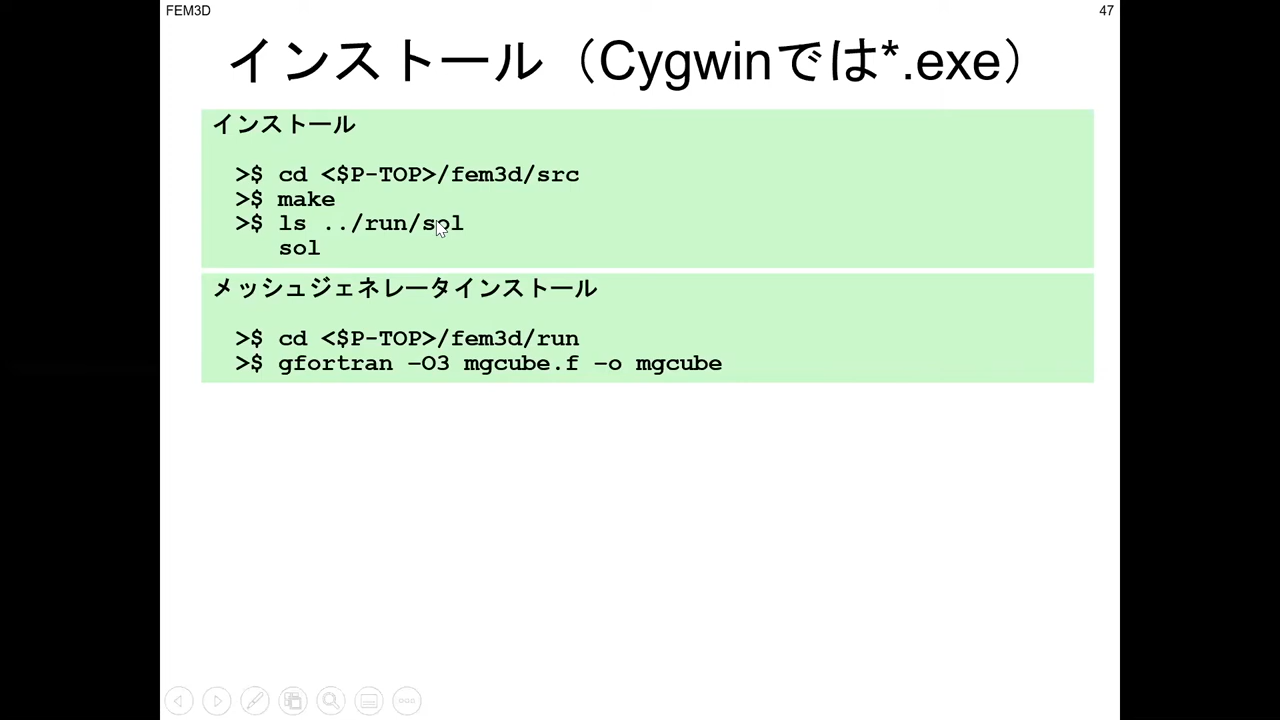 FEM3D
47
インストール（Cygwinでは*.exe）
インストール
>$ cd <$P-TOP>/fem3d/src
>$ make
>$ ls ../run/sol
sol
メッシュジェネレータインストール
>$ cd <$P-TOP>/fem3d/run
>$ gfortran –O3 mgcube.f –o mgcube